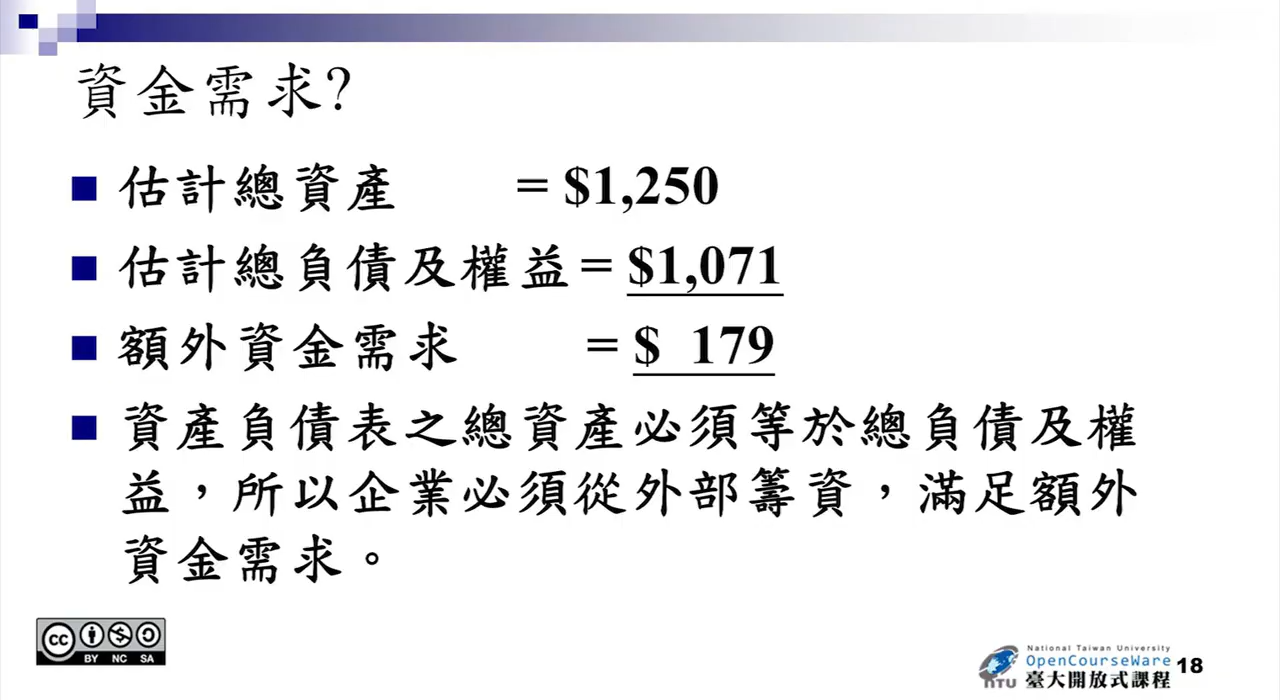 資金需求?
估計總資產 = $1,250
估計總負債及權益 = $1,071
額外資金需求 = $ 179
資產負債表之總資產必須等於總負債及權
益，所以企業必須從外部籌資，滿足額外
資金需求。
cc
BY NC SA
NTU
National Taiwan University
OpenCourseWare
臺大開放式課程
18